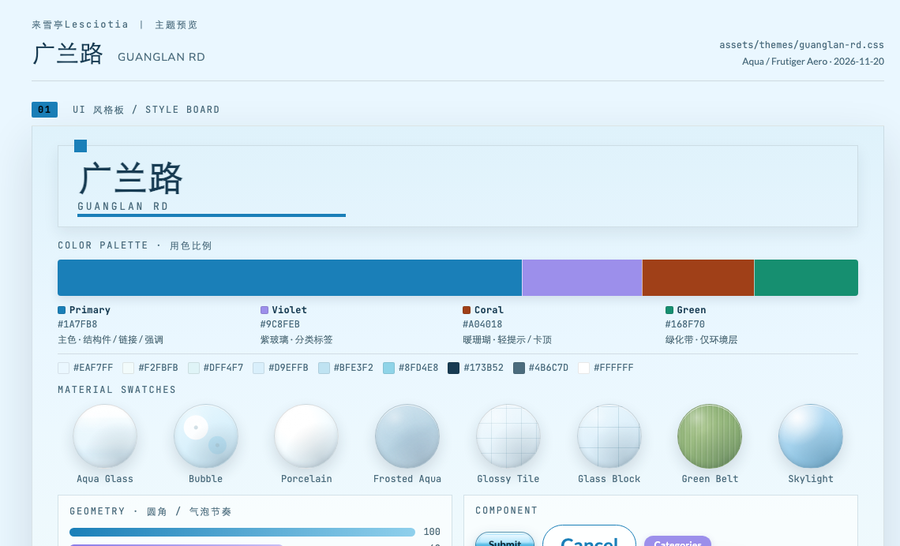 来雪亭Lesciotia | 主题预览
广兰路 GUANGLAN RD
assets/themes/guanglan-rd.css
Aqua / Frutiger Aero · 2026-11-20
01 UI 风格板 / STYLE BOARD
广兰路
GUANGLAN RD
COLOR PALETTE · 用色比例
Primary Violet Coral Green
#1A7FB8 #9C8FEB #A04018 #168F70
主色·结构件/链接/强调 紫玻璃·分类标签 暖珊瑚·轻提示/卡顶 绿化带·仅环境层
#EAF7FF #F2FBFB #DFF4F7 #D9EFFB #BFE3F2 #8FD4E8 #173B52 #4B6C7D #FFFFFF
MATERIAL SWATCHES
Aqua Glass Bubble Porcelain Frosted Aqua Glossy Tile Glass Block Green Belt Skylight
GEOMETRY · 圆角 / 气泡节奏
100
COMPONENT
Submit Cancel Categories